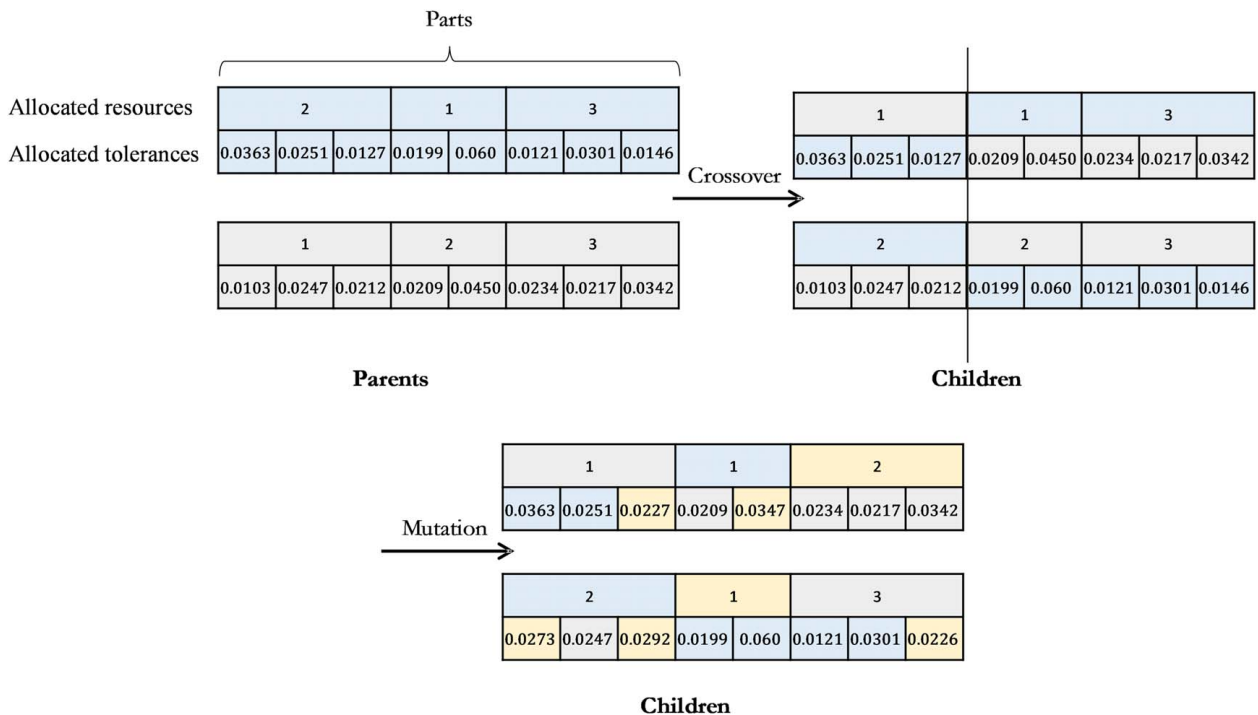 Parts
Allocated resources 2 1 3
Allocated tolerances 0.0363 0.0251 0.0127 0.0199 0.060 0.0121 0.0301 0.0146
1 2 3
0.0103 0.0247 0.0212 0.0209 0.0450 0.0234 0.0217 0.0342
Parents
Crossover
1 1 3
0.0363 0.0251 0.0127 0.0209 0.0450 0.0234 0.0217 0.0342
2 2 3
0.0103 0.0247 0.0212 0.0199 0.060 0.0121 0.0301 0.0146
Children
Mutation
1 1 2
0.0363 0.0251 0.0227 0.0209 0.0347 0.0234 0.0217 0.0342
2 1 3
0.0273 0.0247 0.0292 0.0199 0.060 0.0121 0.0301 0.0226
Children